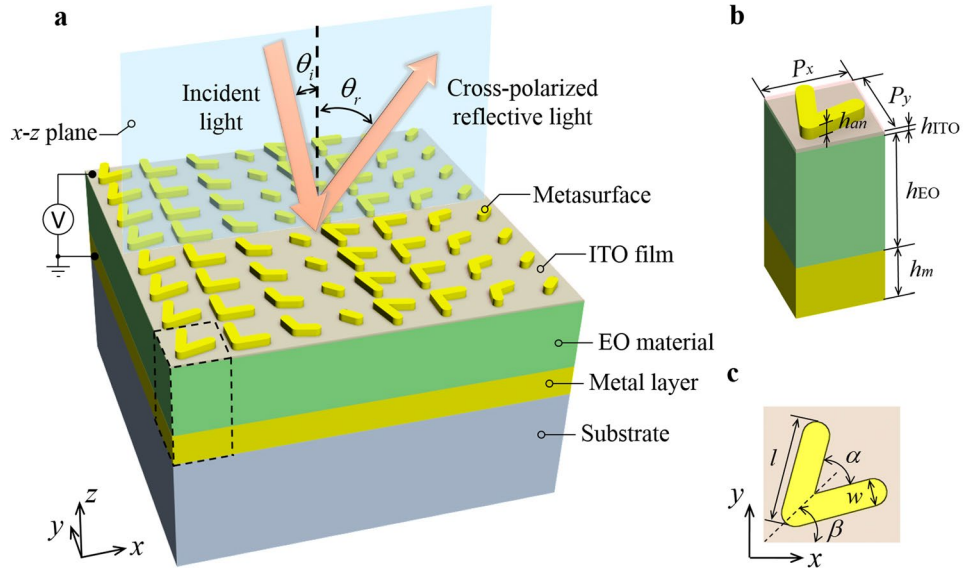 a
Incident
light
θi
θr
Cross-polarized
reflective light
x-z plane
V
Metasurface
ITO film
EO material
Metal layer
Substrate
z
y
x
b
Px
Py
han
hITO
hEO
hm
c
l
α
w
β
y
x